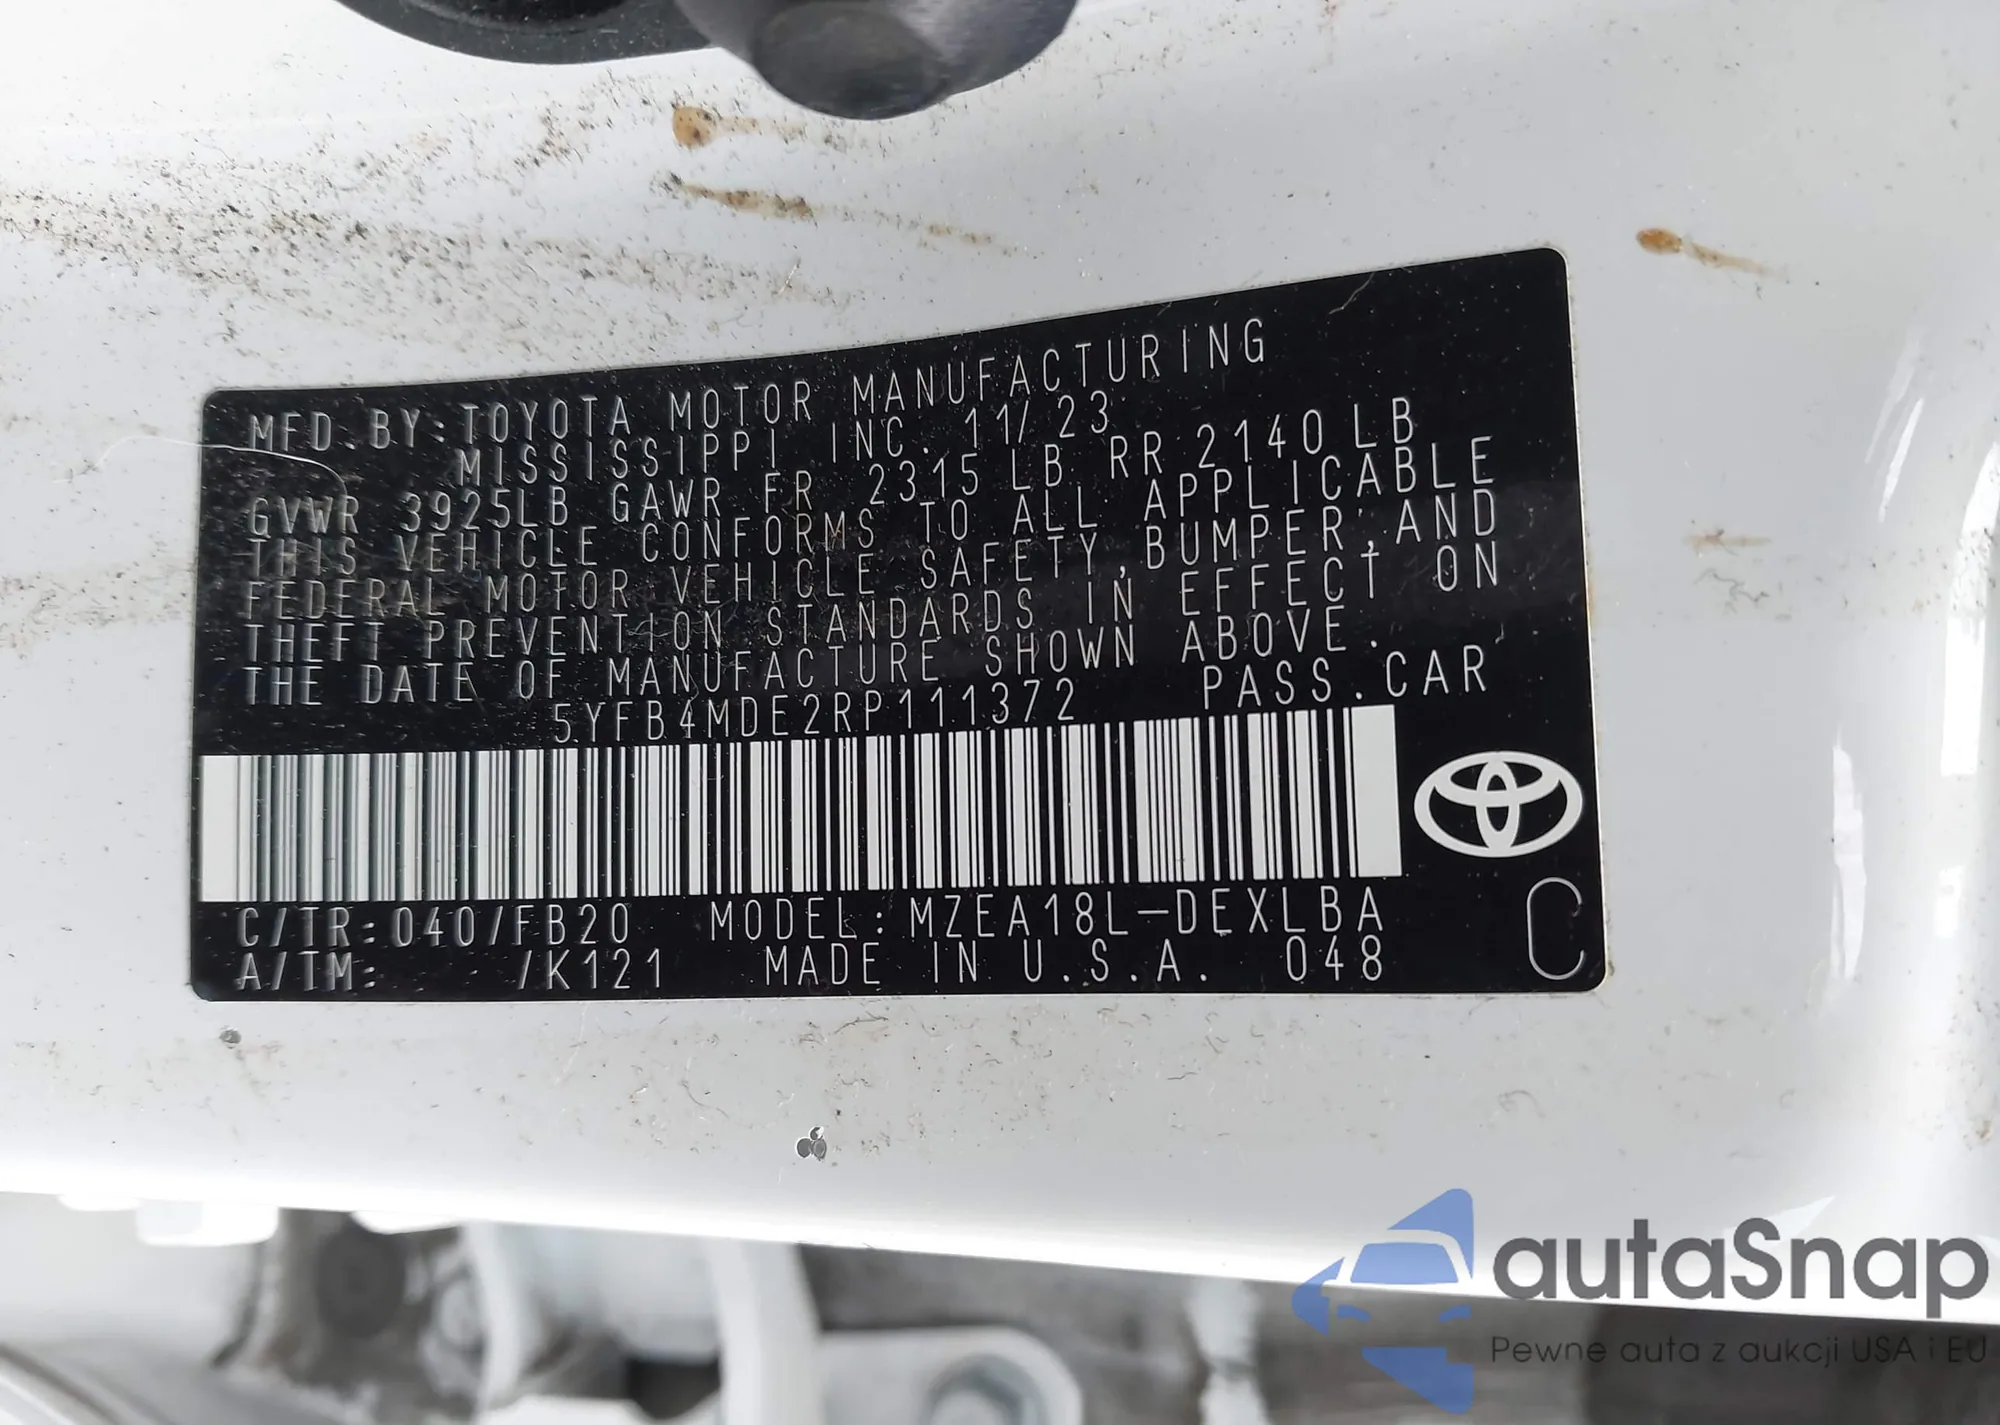 MFD.BY:TOYOTA MOTOR MANUFACTURING
MISSISSIPPI, INC. 11/23
GVWR 3925LB GAWR FR 2315 LB RR 2140 LB
THIS VEHICLE CONFORMS TO ALL APPLICABLE
FEDERAL MOTOR VEHICLE SAFETY,BUMPER,AND
THEFT PREVENTION STANDARDS IN EFFECT ON
THE DATE OF MANUFACTURE SHOWN ABOVE.
5YFB4MDE2RP111372 PASS.CAR
C/TR:040/FB20 MODEL:MZEA18L-DEXLBA
A/TM: /K121 MADE IN U.S.A. 048
C
autaSnap
Pewne auta z aukcji USA i EU